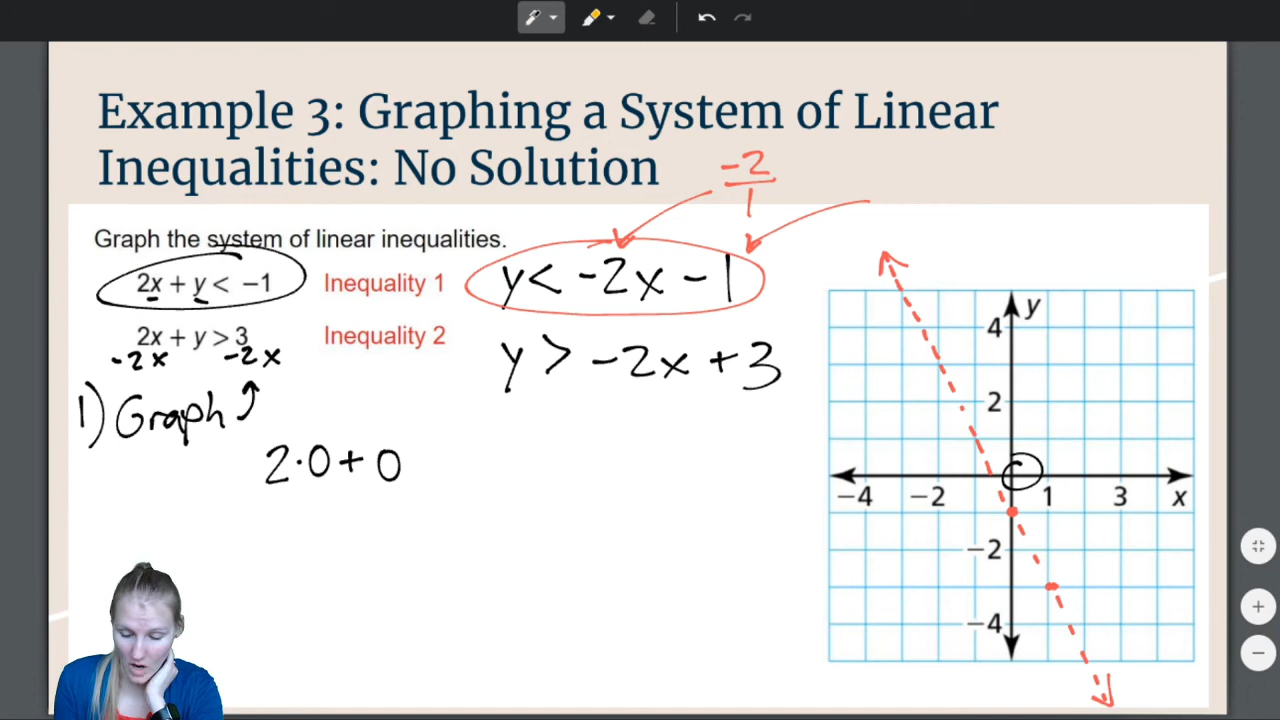 Example 3: Graphing a System of Linear
Inequalities: No Solution
-2
1
Graph the system of linear inequalities.
2x + y < −1 Inequality 1 y < -2x - 1
2x + y > 3 Inequality 2 y > -2x + 3
-2x -2x
1) Graph
2·0 + 0
y
4
2
−4 −2 1 3 x
−2
−4